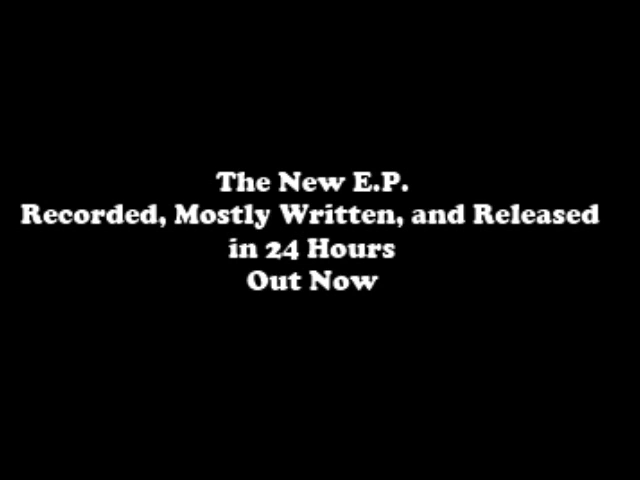 The New E.P.
Recorded, Mostly Written, and Released
in 24 Hours
Out Now